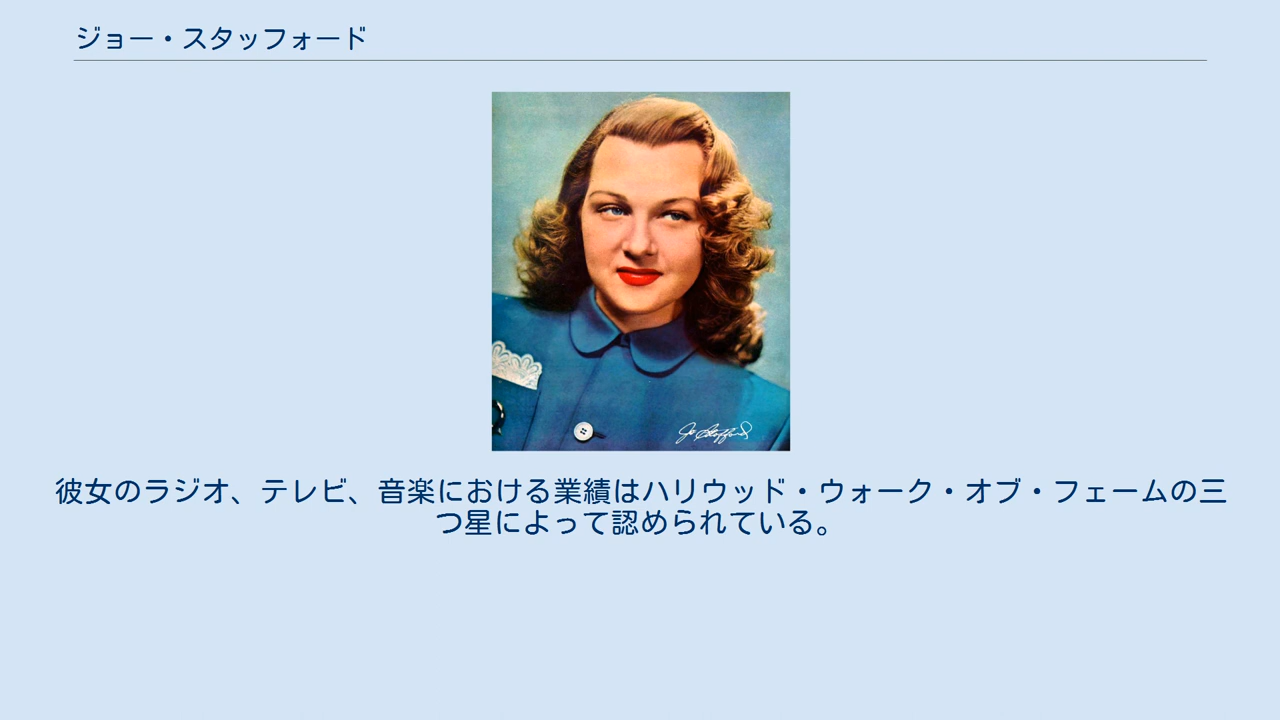 ジョー・スタッフォード
Jo Stafford
彼女のラジオ、テレビ、音楽における業績はハリウッド・ウォーク・オブ・フェームの三
つ星によって認められている。